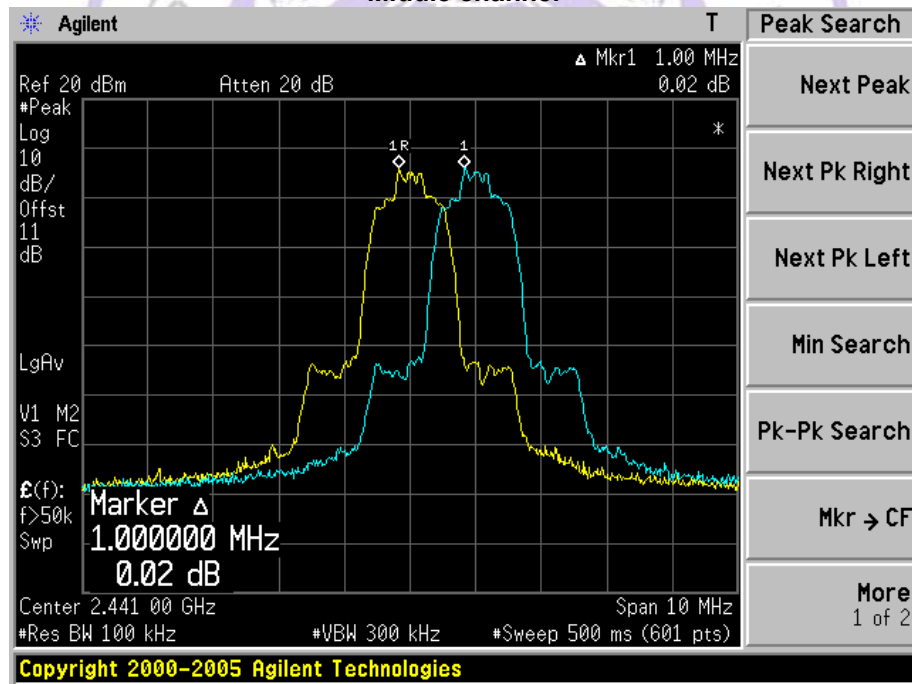 Agilent T Peak Search
Δ Mkr1 1.00 MHz
Ref 20 dBm Atten 20 dB 0.02 dB
Next Peak
#Peak
Log
10
dB/
Offst
11
dB
*
1R 1
Next Pk Right
Next Pk Left
LgAv
Min Search
V1 M2
S3 FC
Pk-Pk Search
£(f):
f>50k
Swp
Marker Δ
1.000000 MHz
0.02 dB
Mkr → CF
Center 2.441 00 GHz Span 10 MHz
#Res BW 100 kHz #VBW 300 kHz #Sweep 500 ms (601 pts)
More
1 of 2
Copyright 2000-2005 Agilent Technologies